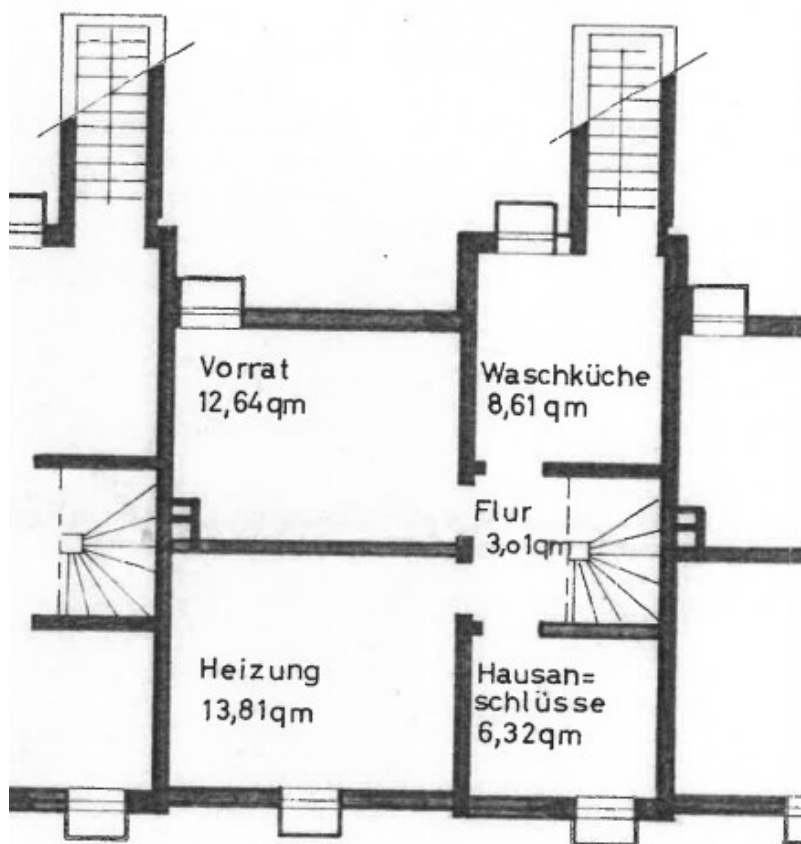 Vorrat
12,64qm
Waschküche
8,61qm
Flur
3,01qm
Heizung
13,81qm
Hausan=
schlüsse
6,32qm